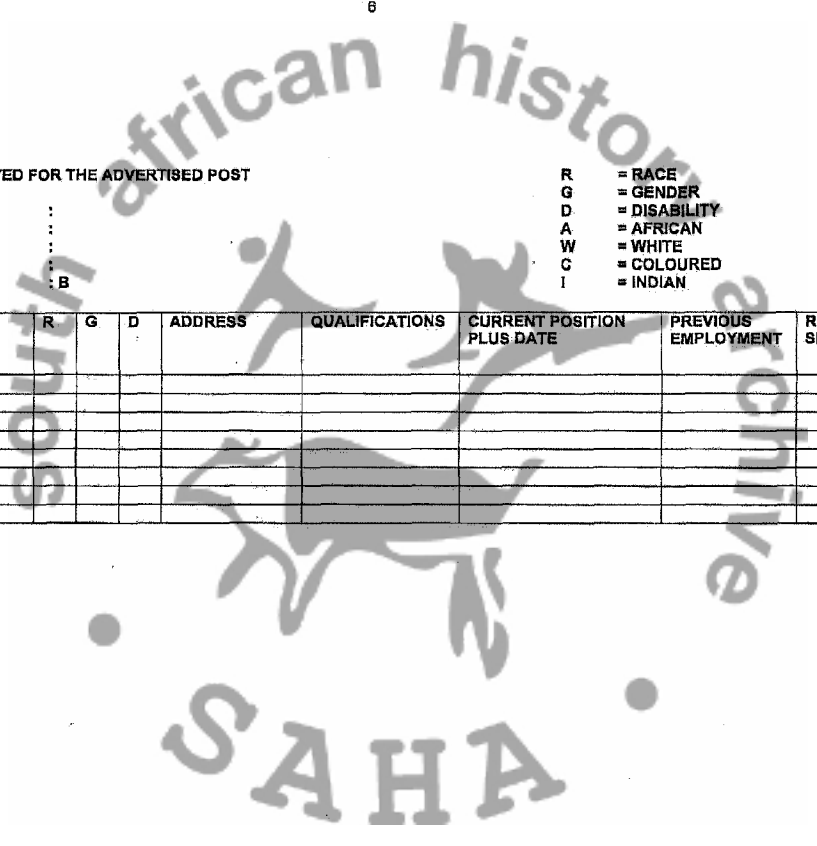 6
south african history archive
YED FOR THE ADVERTISED POST
R = RACE
G = GENDER
: D = DISABILITY
: A = AFRICAN
: W = WHITE
: C = COLOURED
: B I = INDIAN
R G D ADDRESS QUALIFICATIONS CURRENT POSITION PREVIOUS R
PLUS DATE EMPLOYMENT
SAHA